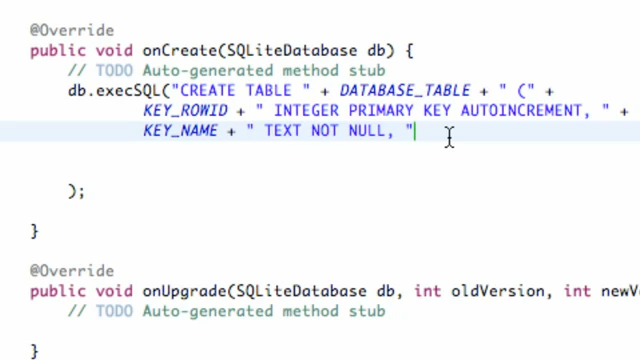 @Override
public void onCreate(SQLiteDatabase db) {
// TODO Auto-generated method stub
db.execSQL("CREATE TABLE " + DATABASE_TABLE + " (" +
KEY_ROWID + " INTEGER PRIMARY KEY AUTOINCREMENT, " +
KEY_NAME + " TEXT NOT NULL, "
);
}
@Override
public void onUpgrade(SQLiteDatabase db, int oldVersion, int newV
// TODO Auto-generated method stub
}